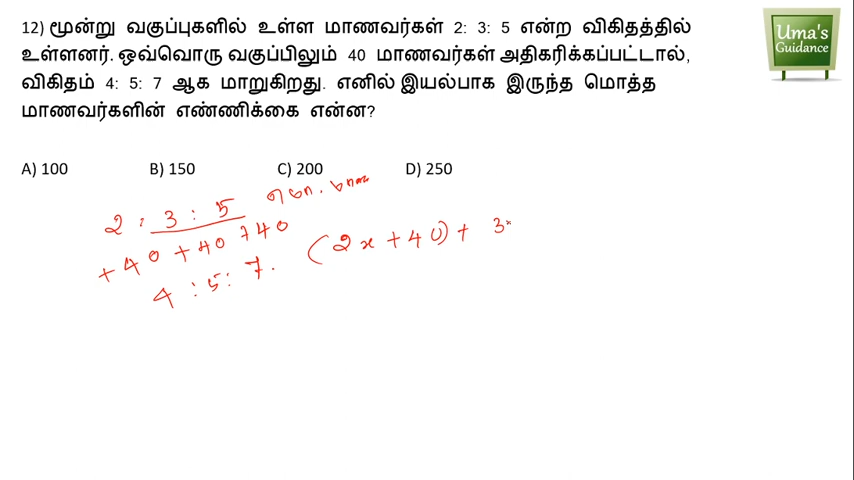 12) மூன்று வகுப்புகளில் உள்ள மாணவர்கள் 2: 3: 5 என்ற விகிதத்தில்
உள்ளனர். ஒவ்வொரு வகுப்பிலும் 40 மாணவர்கள் அதிகரிக்கப்பட்டால்,
விகிதம் 4: 5: 7 ஆக மாறுகிறது. எனில் இயல்பாக இருந்த மொத்த
மாணவர்களின் எண்ணிக்கை என்ன?
Uma's
Guidance
A) 100 B) 150 C) 200 D) 250
2 : 3 : 5
+40 +40 +40
4 : 5 : 7.
(2x + 40) + 3x